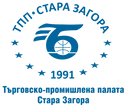 ТПП • СТАРА ЗАГОРА
1991
Търговско-промишлена палата
Стара Загора